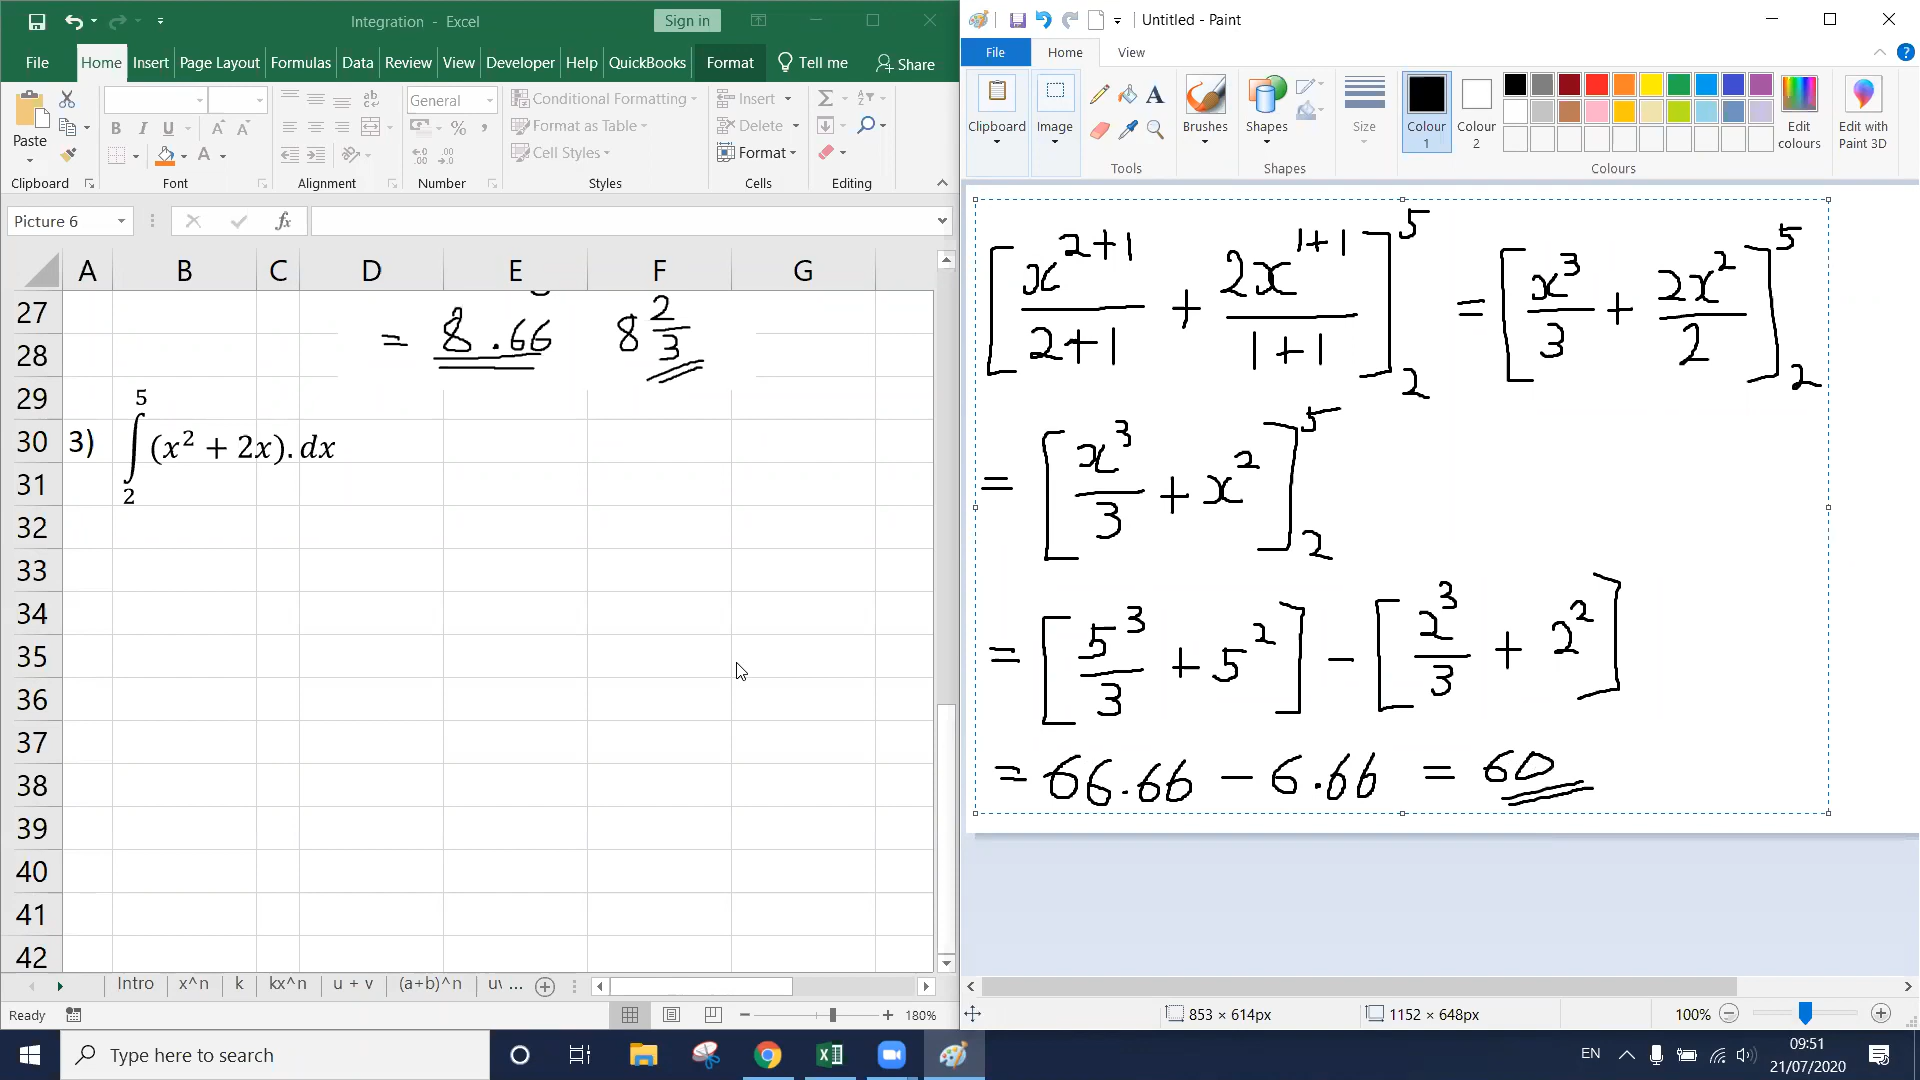 Integration - Excel
Sign in
File Home Insert Page Layout Formulas Data Review View Developer Help QuickBooks Format Tell me Share
Paste
General
Conditional Formatting
Format as Table
Cell Styles
Insert
Delete
Format
Clipboard Font Alignment Number Styles Cells Editing
Picture 6
fx
A B C D E F G
27
28
29
30
31
32
33
34
35
36
37
38
39
40
41
42
= 8.66 8 2/3
3) ∫₂⁵ (x² + 2x). dx
Intro x^n k kx^n u + v (a+b)^n uv ...
Ready
180%
Untitled - Paint
File Home View
Clipboard Image Tools Brushes Shapes Size Colour 1 Colour 2 Edit colours Edit with Paint 3D
Shapes Colours
[x^(2+1)/(2+1) + 2x^(1+1)/(1+1)]₂⁵ = [x³/3 + 2x²/2]₂⁵
= [x³/3 + x²]₂⁵
= [5³/3 + 5²] - [2³/3 + 2²]
= 66.66 - 6.66 = 60
853 × 614px
1152 × 648px
100%
Type here to search
EN
09:51
21/07/2020